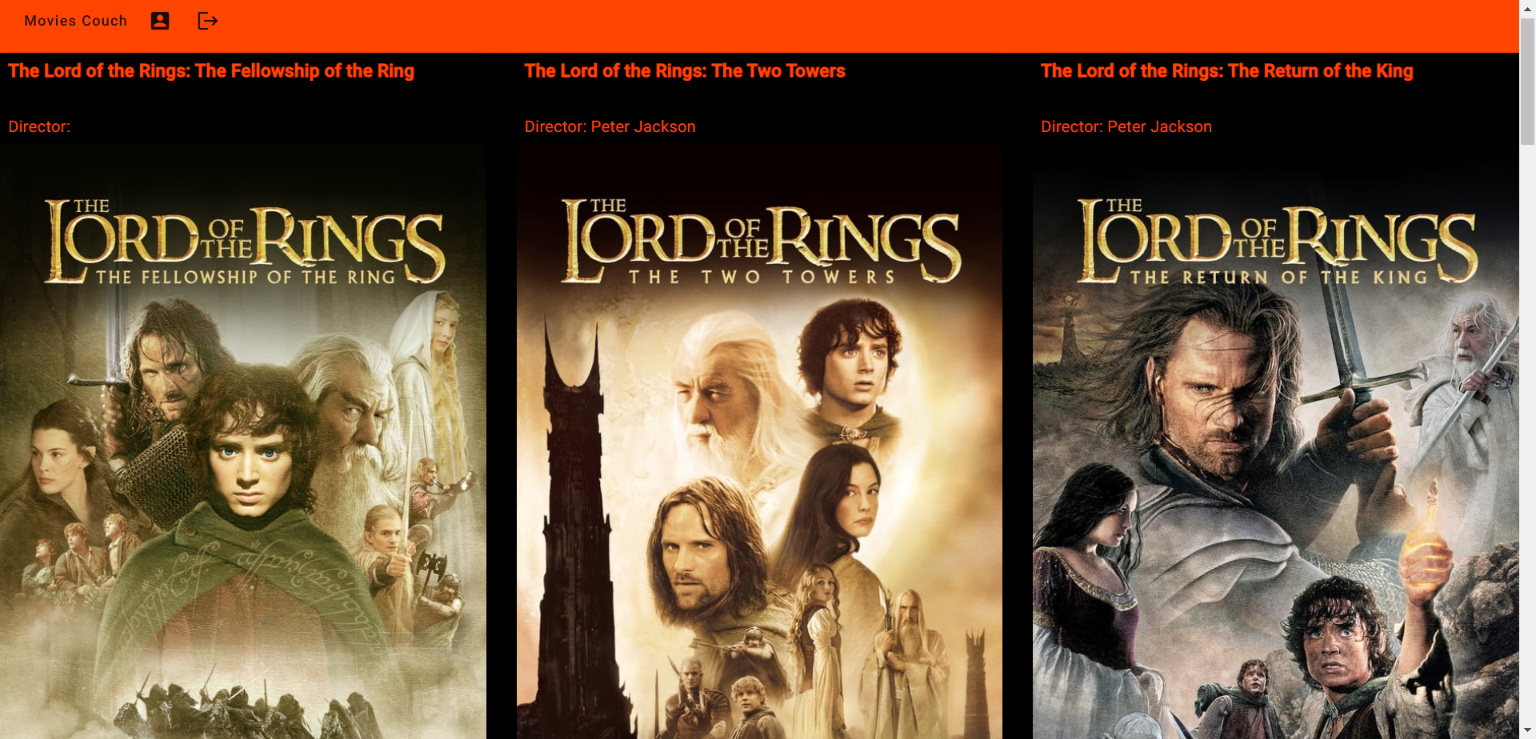 Movies Couch
The Lord of the Rings: The Fellowship of the Ring
Director:
THE
LORD OF THE RINGS
THE FELLOWSHIP OF THE RING
The Lord of the Rings: The Two Towers
Director: Peter Jackson
THE
LORD OF THE RINGS
THE TWO TOWERS
The Lord of the Rings: The Return of the King
Director: Peter Jackson
THE
LORD OF THE RINGS
THE RETURN OF THE KING